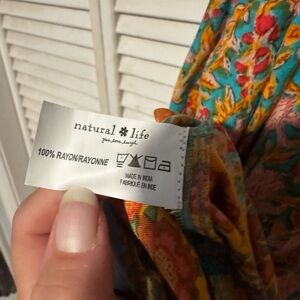 natural life
give. love. laugh.
100% RAYON/RAYONNE
MADE IN INDIA
FABRIQUÉ EN INDE